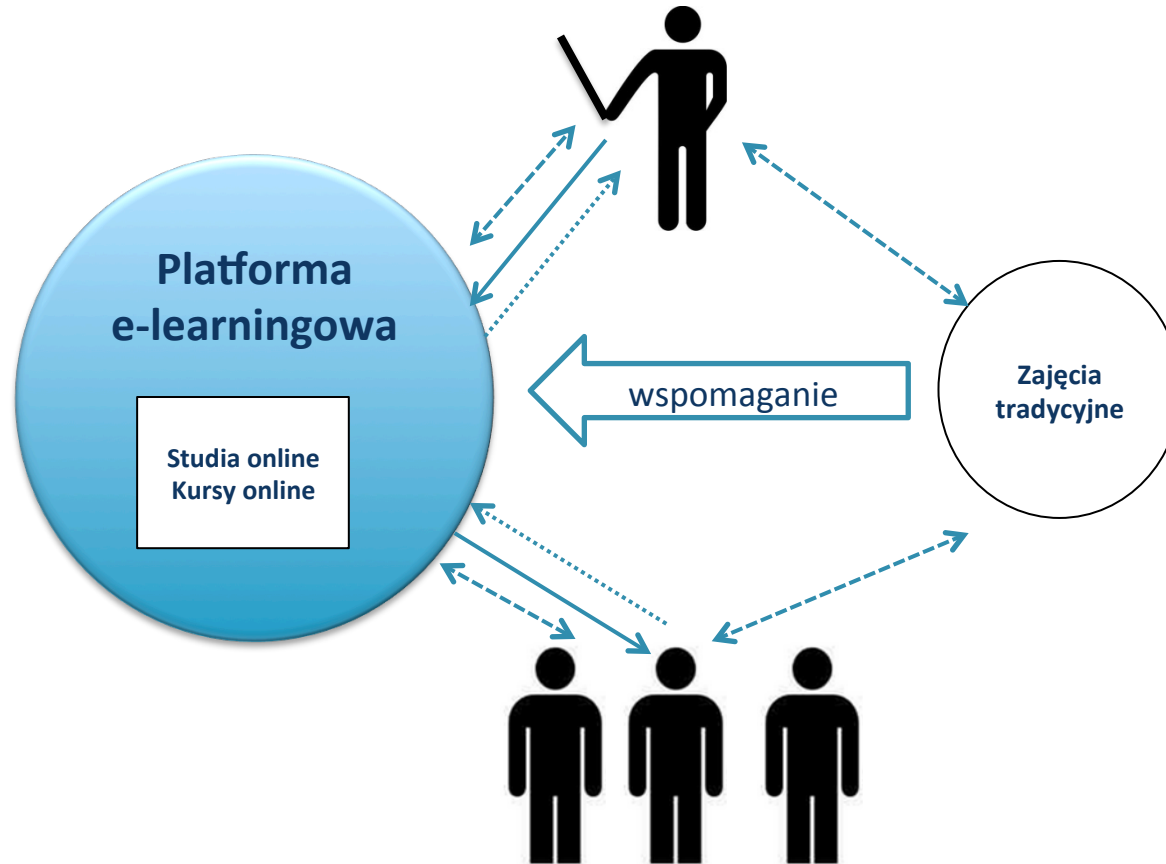 Platforma
e-learningowa
Studia online
Kursy online
wspomaganie
Zajęcia
tradycyjne